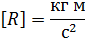 [R] = кг м / с²